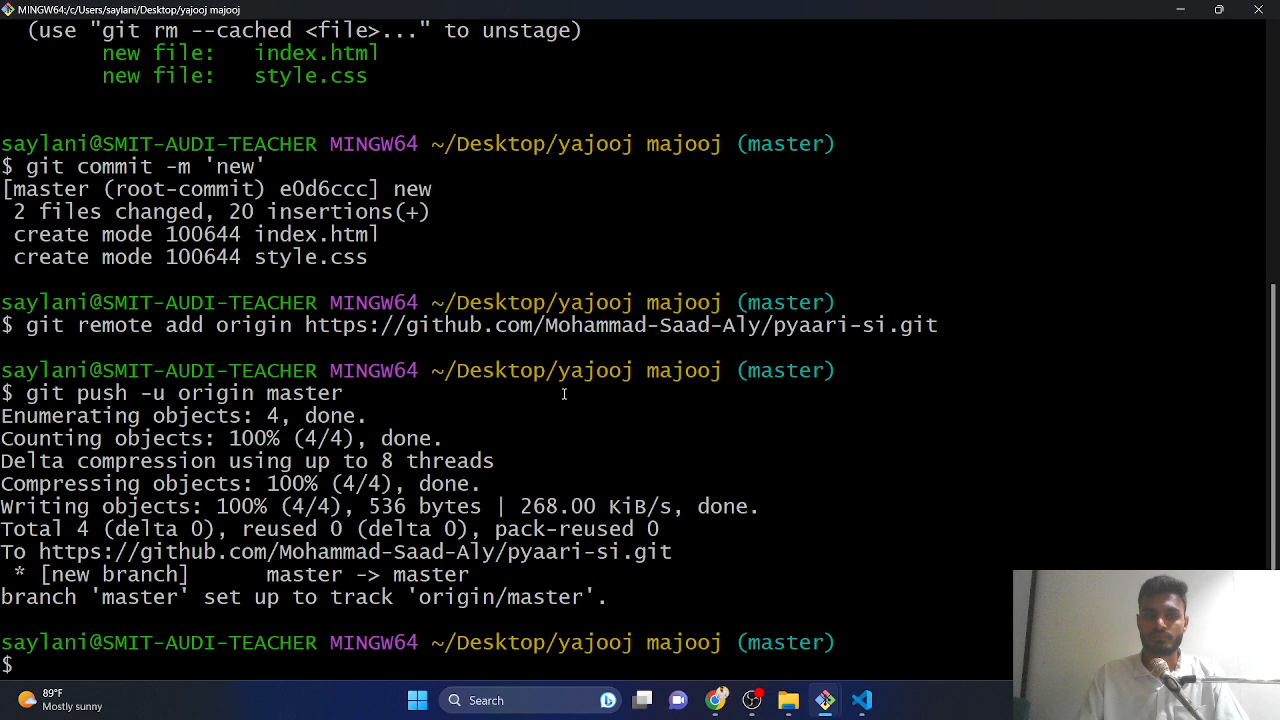 MINGW64:/c/Users/saylani/Desktop/yajooj majooj
(use "git rm --cached <file>..." to unstage)
new file:   index.html
new file:   style.css
saylani@SMIT-AUDI-TEACHER MINGW64 ~/Desktop/yajooj majooj (master)
$ git commit -m 'new'
[master (root-commit) e0d6ccc] new
2 files changed, 20 insertions(+)
create mode 100644 index.html
create mode 100644 style.css
saylani@SMIT-AUDI-TEACHER MINGW64 ~/Desktop/yajooj majooj (master)
$ git remote add origin https://github.com/Mohammad-Saad-Aly/pyaari-si.git
saylani@SMIT-AUDI-TEACHER MINGW64 ~/Desktop/yajooj majooj (master)
$ git push -u origin master
Enumerating objects: 4, done.
Counting objects: 100% (4/4), done.
Delta compression using up to 8 threads
Compressing objects: 100% (4/4), done.
Writing objects: 100% (4/4), 536 bytes | 268.00 KiB/s, done.
Total 4 (delta 0), reused 0 (delta 0), pack-reused 0
To https://github.com/Mohammad-Saad-Aly/pyaari-si.git
* [new branch]      master -> master
branch 'master' set up to track 'origin/master'.
saylani@SMIT-AUDI-TEACHER MINGW64 ~/Desktop/yajooj majooj (master)
$
89°F
Mostly sunny
Search